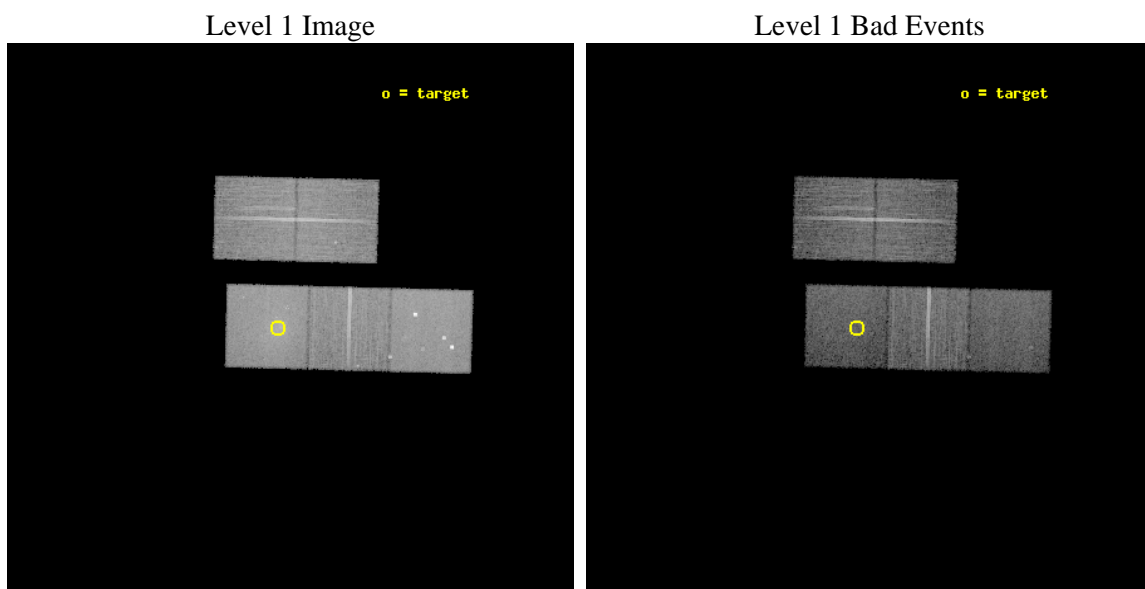 Level 1 Image
Level 1 Bad Events
o = target
o = target